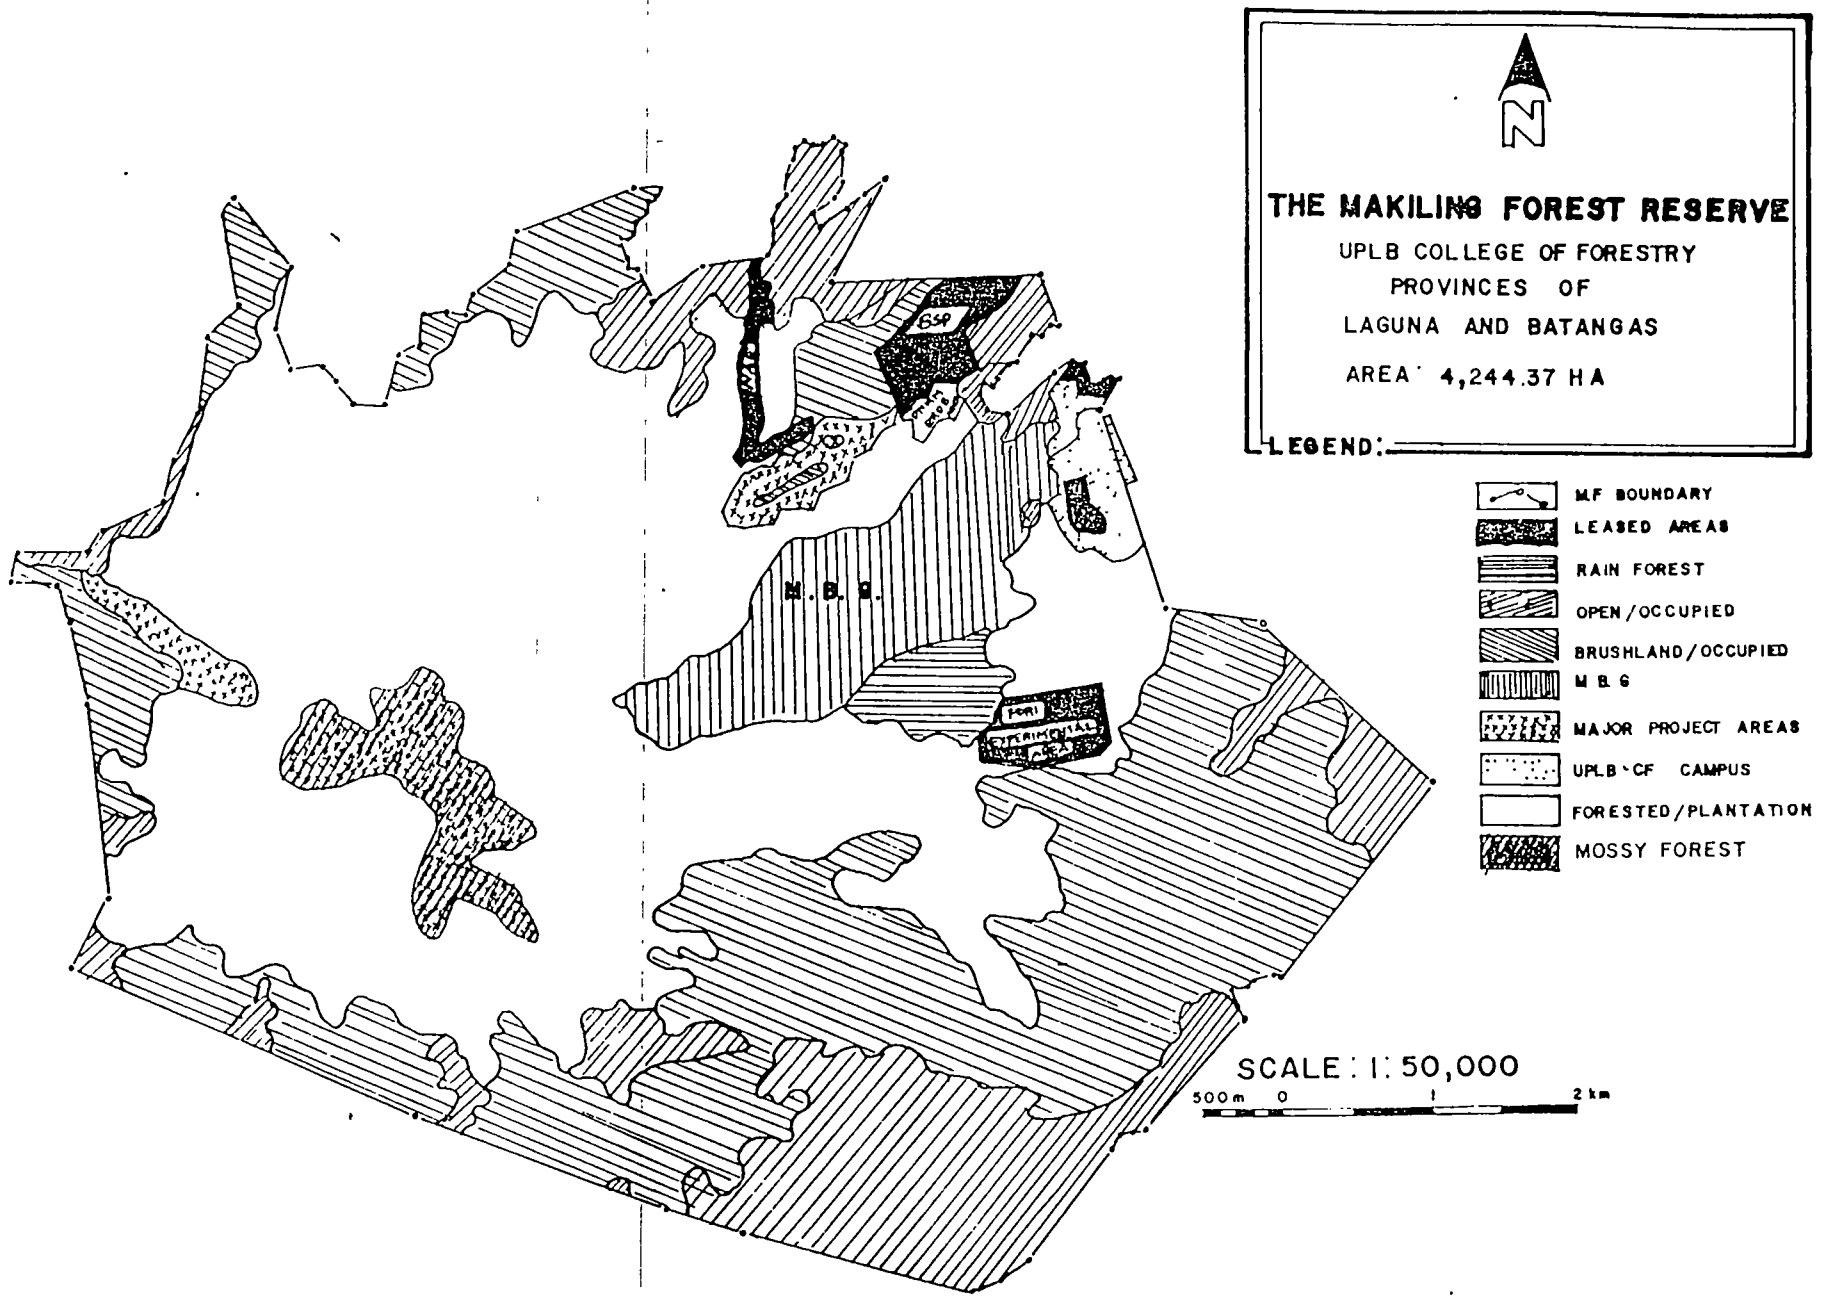 N
THE MAKILING FOREST RESERVE
UPLB COLLEGE OF FORESTRY
PROVINCES OF
LAGUNA AND BATANGAS
AREA: 4,244.37 HA
LEGEND:
M.F BOUNDARY
LEASED AREAS
RAIN FOREST
OPEN/OCCUPIED
BRUSHLAND/OCCUPIED
M B. G
MAJOR PROJECT AREAS
UPLB-CF CAMPUS
FORESTED/PLANTATION
MOSSY FOREST
BSP
M. B. G.
FORI
EXPERIMENTAL
AREA
SCALE: 1: 50,000
500 m 0 1 2 km